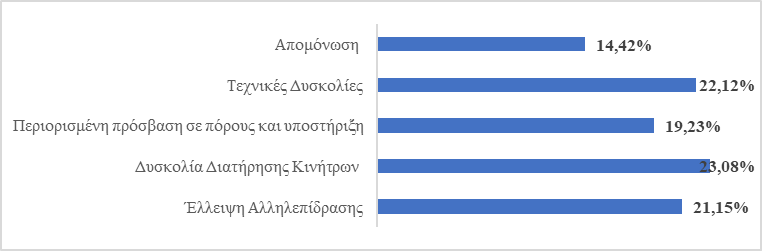 Απομόνωση 14,42%
Τεχνικές Δυσκολίες 22,12%
Περιορισμένη πρόσβαση σε πόρους και υποστήριξη 19,23%
Δυσκολία Διατήρησης Κινήτρων 23,08%
Έλλειψη Αλληλεπίδρασης 21,15%